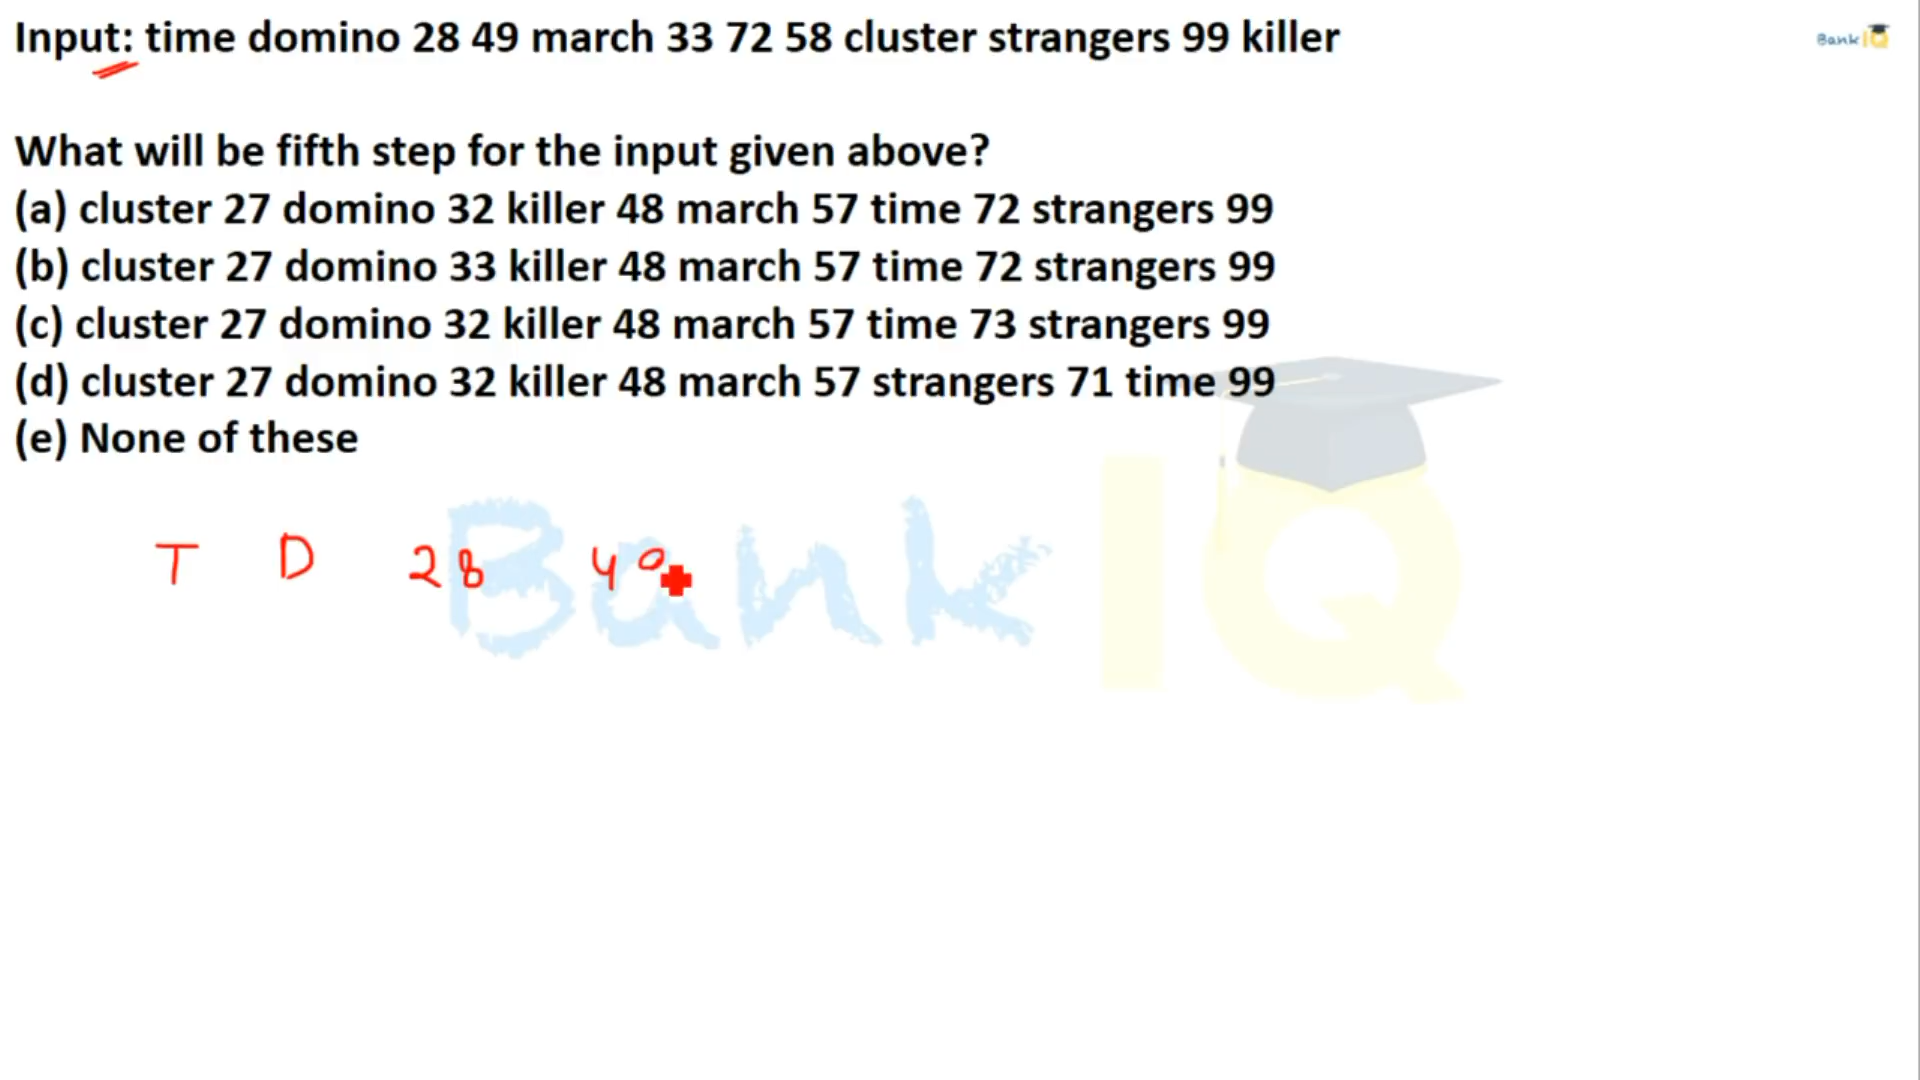 Input: time domino 28 49 march 33 72 58 cluster strangers 99 killer
Bank IQ
What will be fifth step for the input given above?
(a) cluster 27 domino 32 killer 48 march 57 time 72 strangers 99
(b) cluster 27 domino 33 killer 48 march 57 time 72 strangers 99
(c) cluster 27 domino 32 killer 48 march 57 time 73 strangers 99
(d) cluster 27 domino 32 killer 48 march 57 strangers 71 time 99
(e) None of these
T D 28 4
Bank IQ